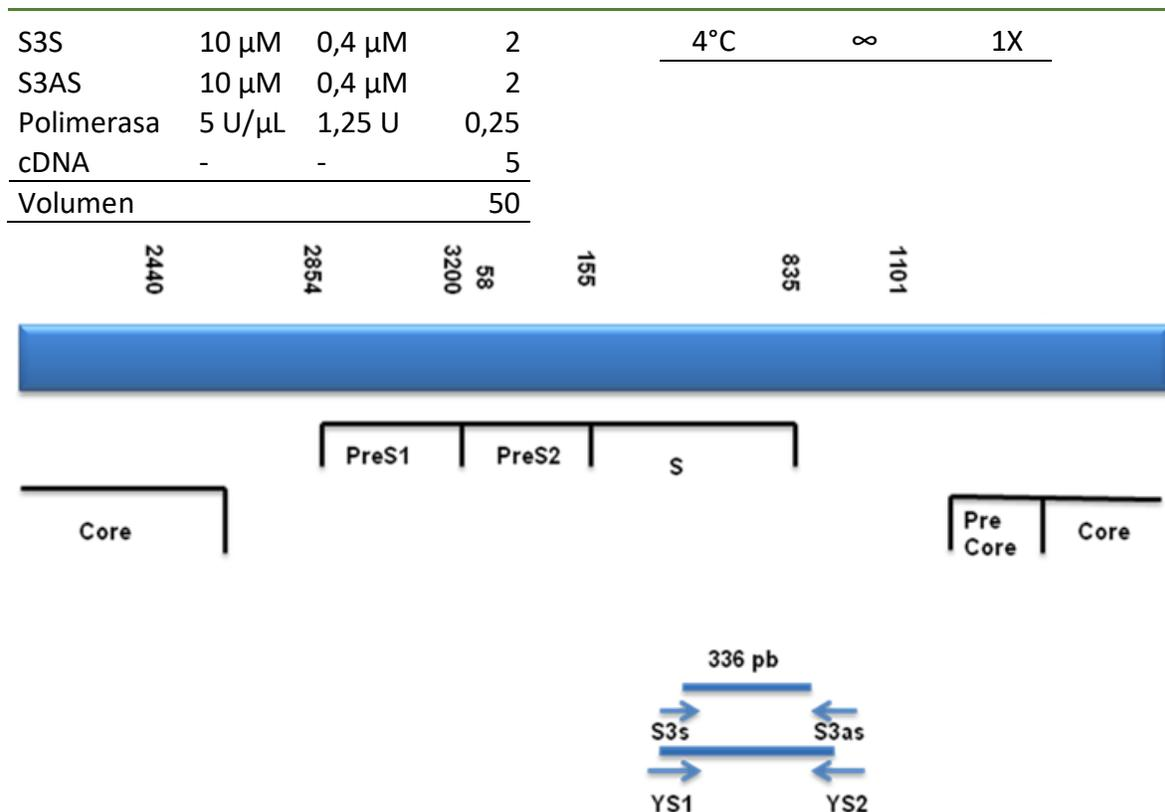 S3S 10 µM 0,4 µM 2
S3AS 10 µM 0,4 µM 2
Polimerasa 5 U/µL 1,25 U 0,25
cDNA - - 5
Volumen 50
4°C ∞ 1X
2440 2854 3200 58 155 835 1101
PreS1 PreS2 S
Core
Pre
Core
Core
336 pb
S3s S3as
YS1 YS2